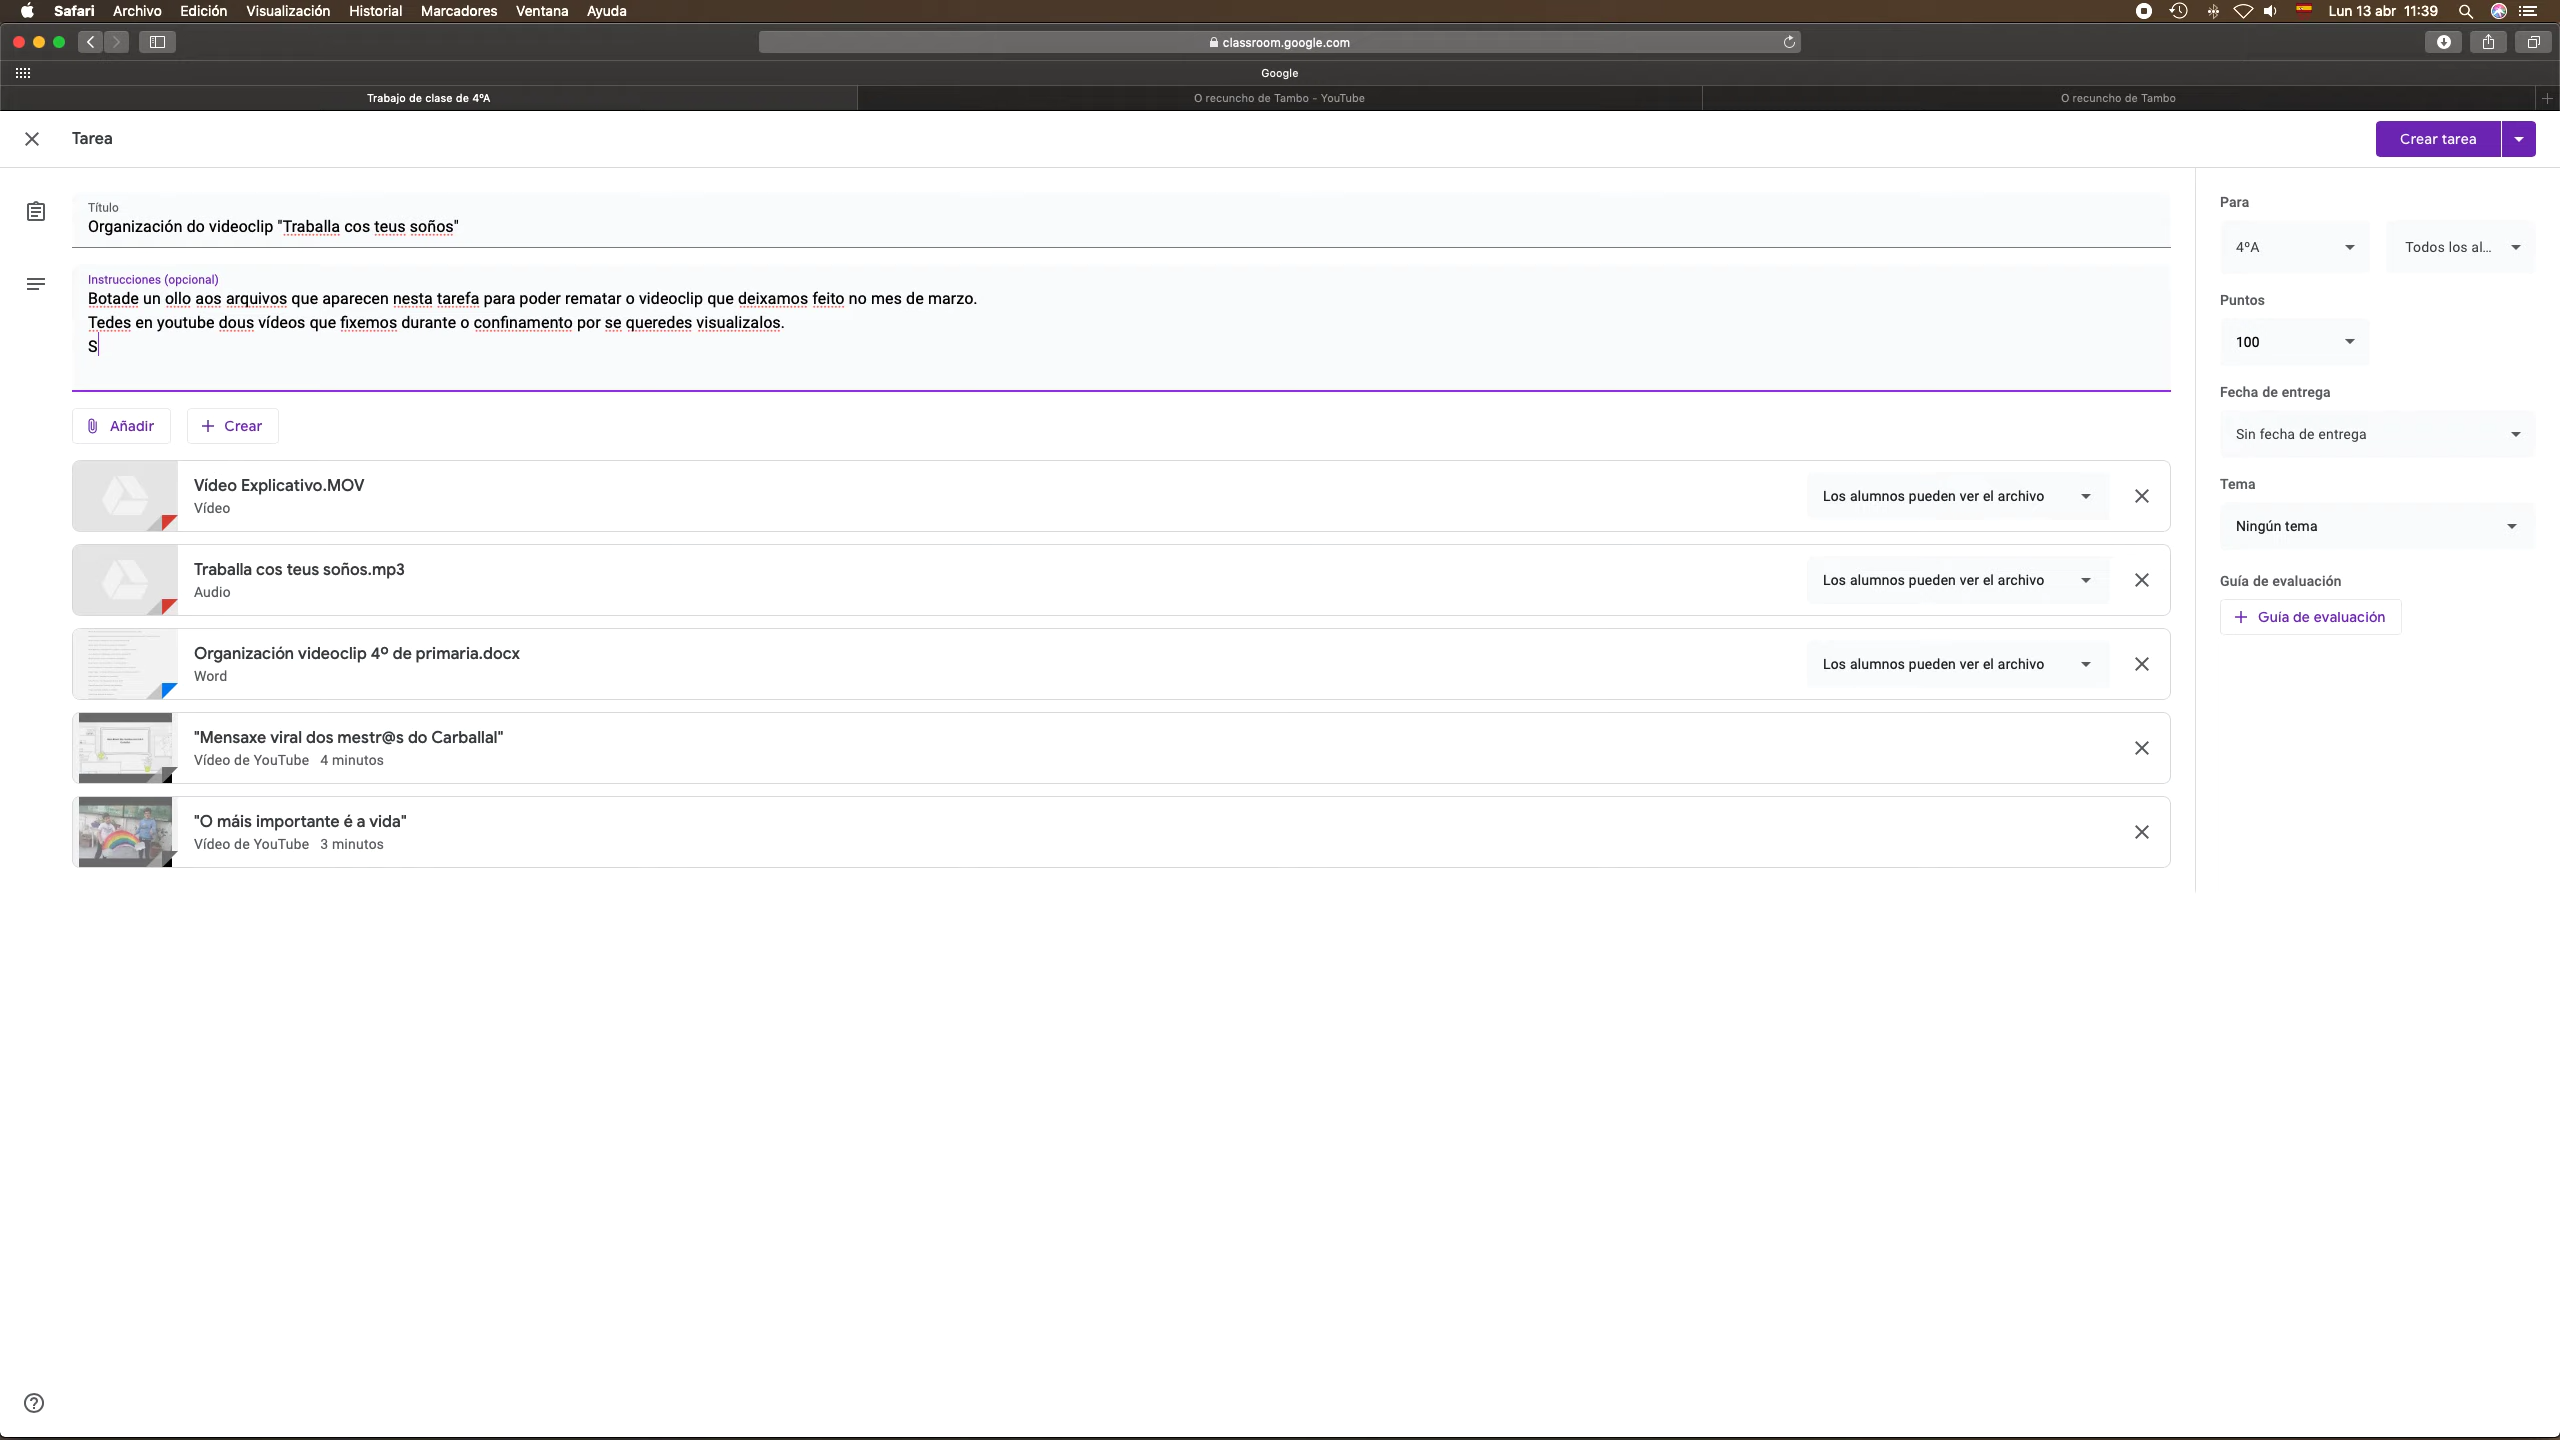 Safari Archivo Edición Visualización Historial Marcadores Ventana Ayuda Lun 13 abr 11:39
classroom.google.com
Google
Trabajo de clase de 4ºA O recuncho de Tambo - YouTube O recuncho de Tambo
Tarea
Crear tarea
Título
Organización do videoclip "Traballa cos teus soños"
Instrucciones (opcional)
Botade un ollo aos arquivos que aparecen nesta tarefa para poder rematar o videoclip que deixamos feito no mes de marzo.
Tedes en youtube dous vídeos que fixemos durante o confinamento por se queredes visualizalos.
S
Añadir
Crear
Vídeo Explicativo.MOV
Vídeo
Los alumnos pueden ver el archivo
Traballa cos teus soños.mp3
Audio
Los alumnos pueden ver el archivo
Organización videoclip 4º de primaria.docx
Word
Los alumnos pueden ver el archivo
"Mensaxe viral dos mestr@s do Carballal"
Vídeo de YouTube 4 minutos
"O máis importante é a vida"
Vídeo de YouTube 3 minutos
Para
4ºA
Todos los al...
Puntos
100
Fecha de entrega
Sin fecha de entrega
Tema
Ningún tema
Guía de evaluación
Guía de evaluación